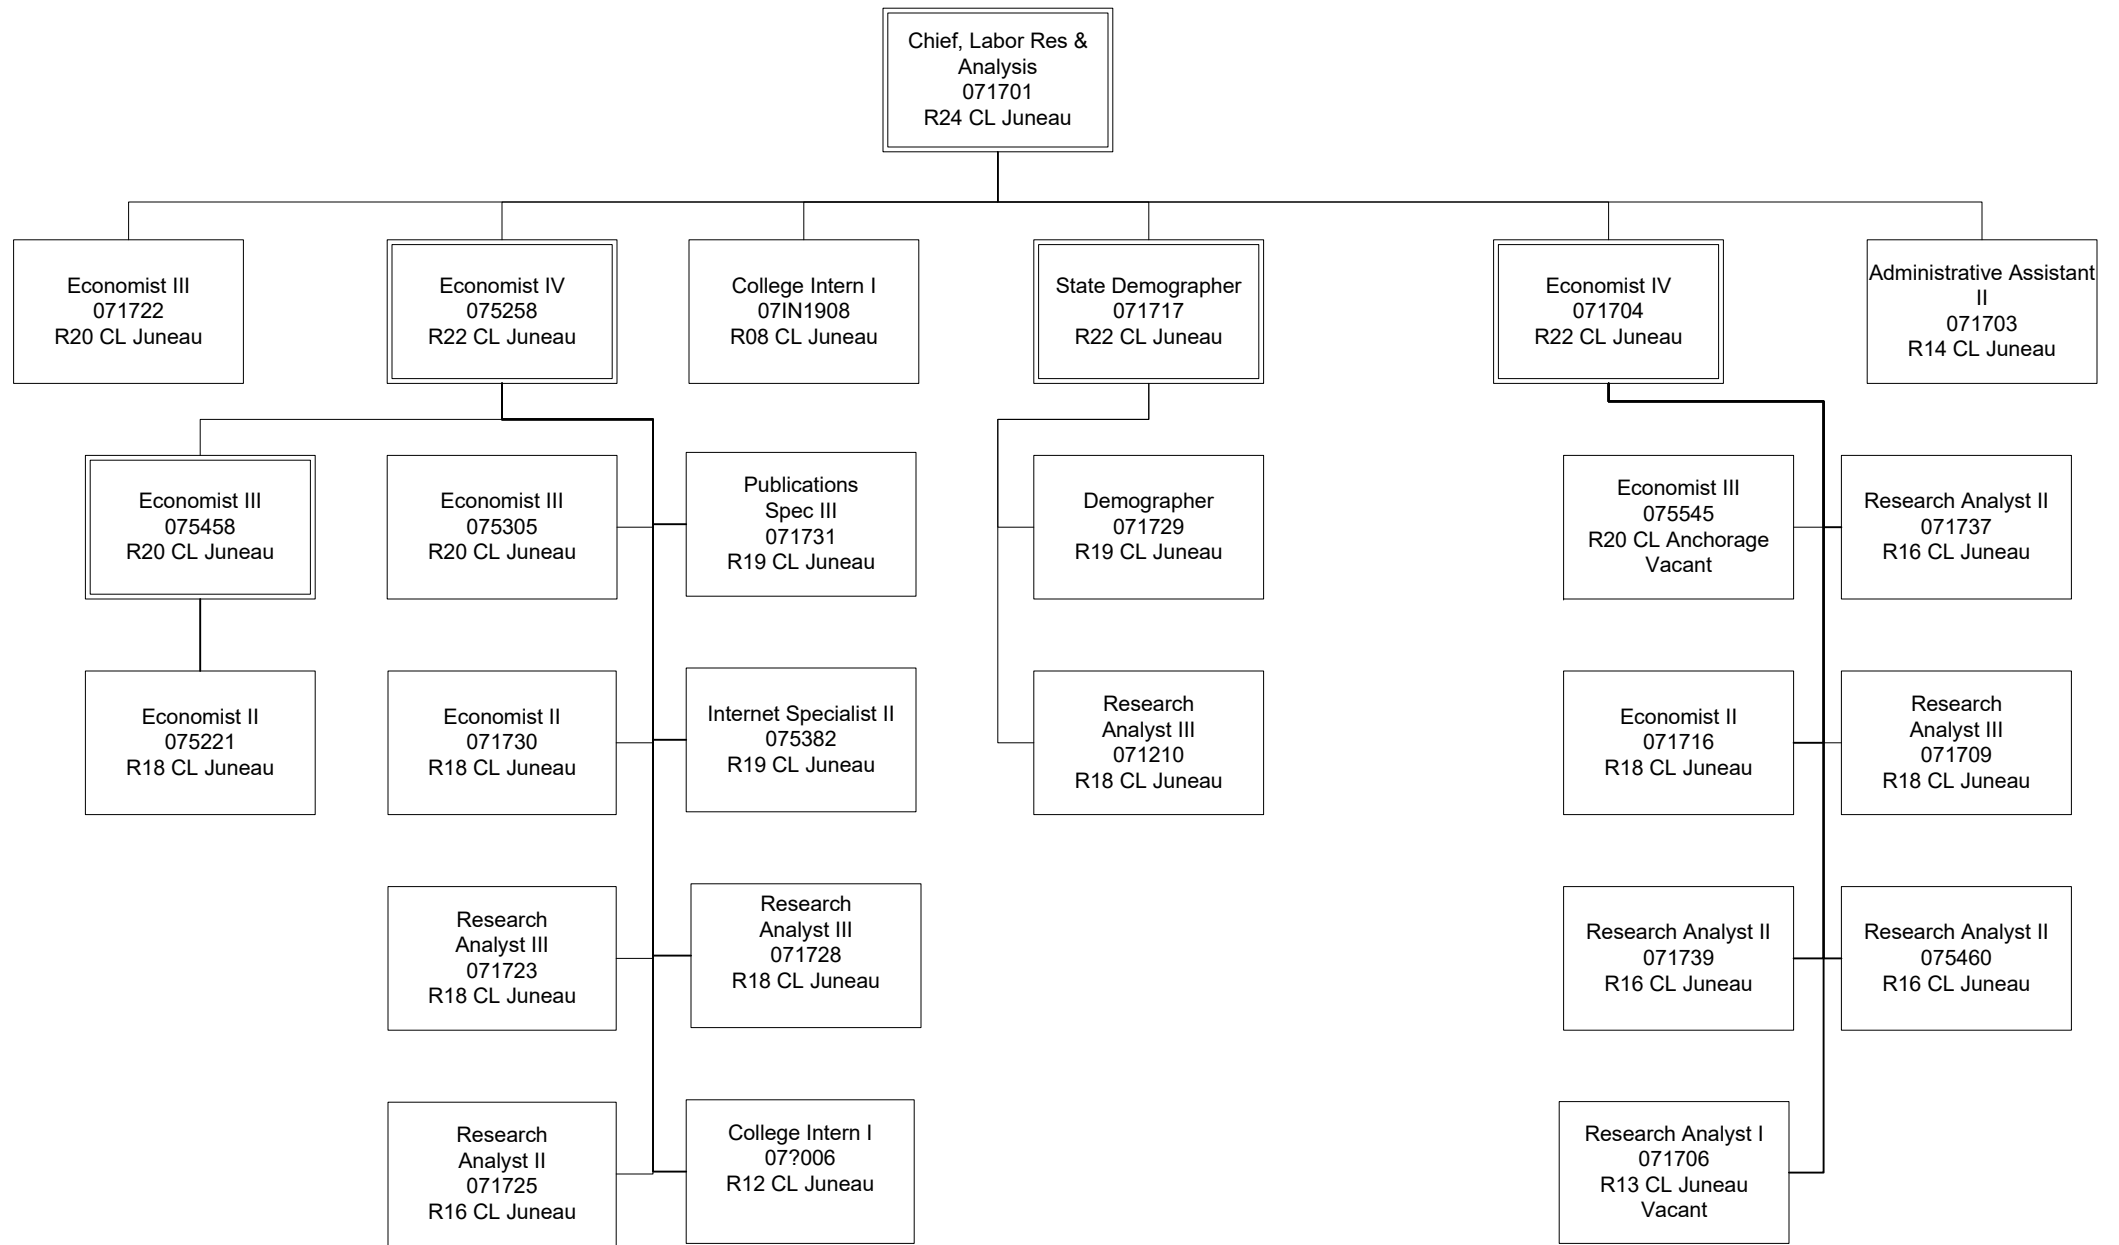 Chief, Labor Res &
Analysis
071701
R24 CL Juneau
Economist III
071722
R20 CL Juneau
Economist IV
075258
R22 CL Juneau
College Intern I
07IN1908
R08 CL Juneau
State Demographer
071717
R22 CL Juneau
Economist IV
071704
R22 CL Juneau
Administrative Assistant
II
071703
R14 CL Juneau
Economist III
075458
R20 CL Juneau
Economist III
075305
R20 CL Juneau
Publications
Spec III
071731
R19 CL Juneau
Demographer
071729
R19 CL Juneau
Economist III
075545
R20 CL Anchorage
Vacant
Research Analyst II
071737
R16 CL Juneau
Economist II
075221
R18 CL Juneau
Economist II
071730
R18 CL Juneau
Internet Specialist II
075382
R19 CL Juneau
Research
Analyst III
071210
R18 CL Juneau
Economist II
071716
R18 CL Juneau
Research
Analyst III
071709
R18 CL Juneau
Research
Analyst III
071723
R18 CL Juneau
Research
Analyst III
071728
R18 CL Juneau
Research Analyst II
071739
R16 CL Juneau
Research Analyst II
075460
R16 CL Juneau
Research
Analyst II
071725
R16 CL Juneau
College Intern I
07?006
R12 CL Juneau
Research Analyst I
071706
R13 CL Juneau
Vacant